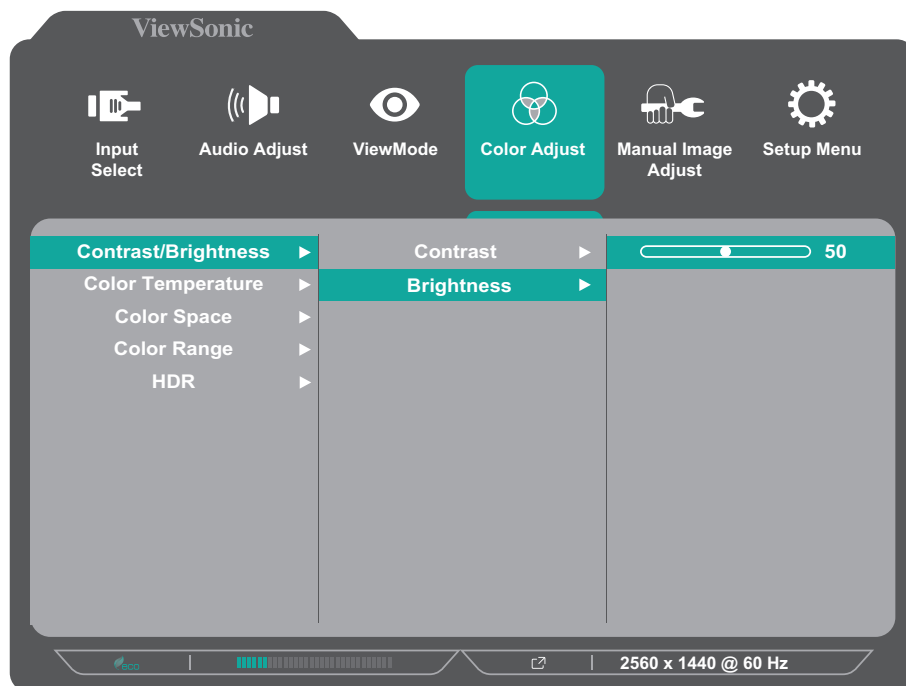 ViewSonic
Input Select
Audio Adjust
ViewMode
Color Adjust
Manual Image Adjust
Setup Menu
Contrast/Brightness
Contrast
50
Color Temperature
Brightness
Color Space
Color Range
HDR
eco
2560 x 1440 @ 60 Hz